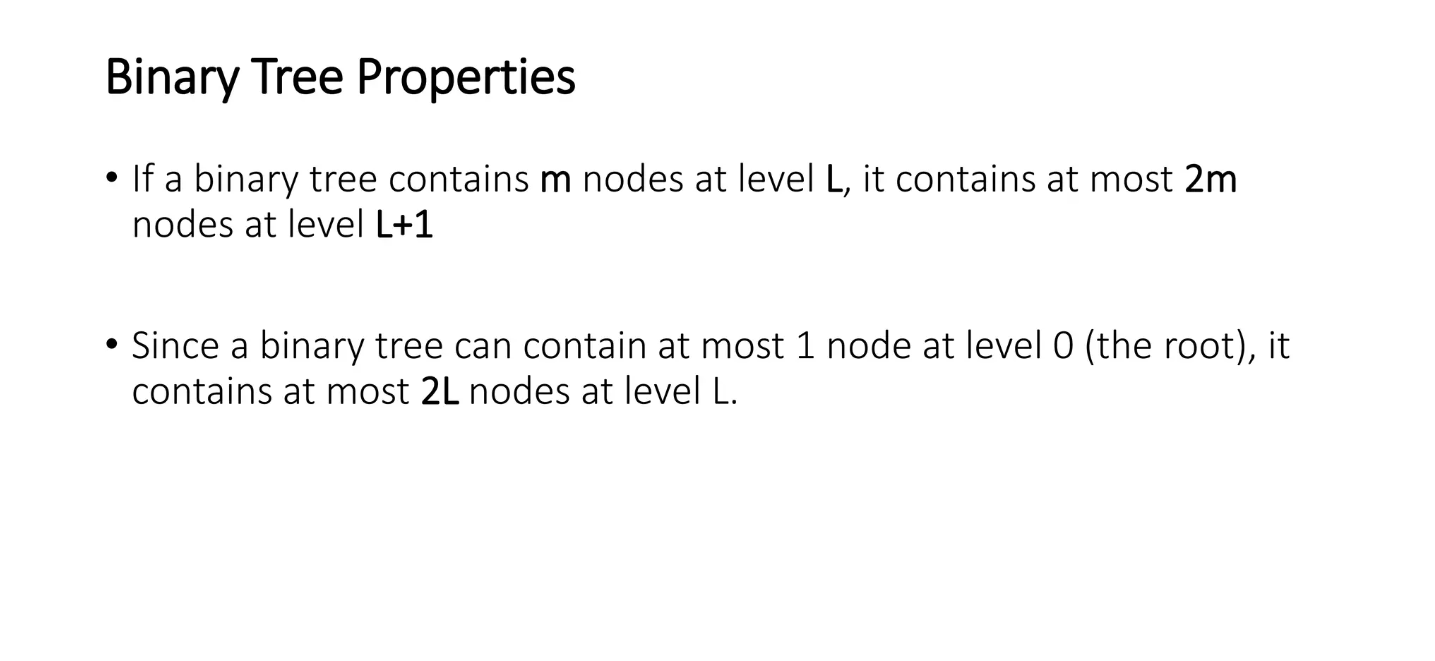 Binary Tree Properties
• If a binary tree contains m nodes at level L, it contains at most 2m
nodes at level L+1
• Since a binary tree can contain at most 1 node at level 0 (the root), it
contains at most 2L nodes at level L.